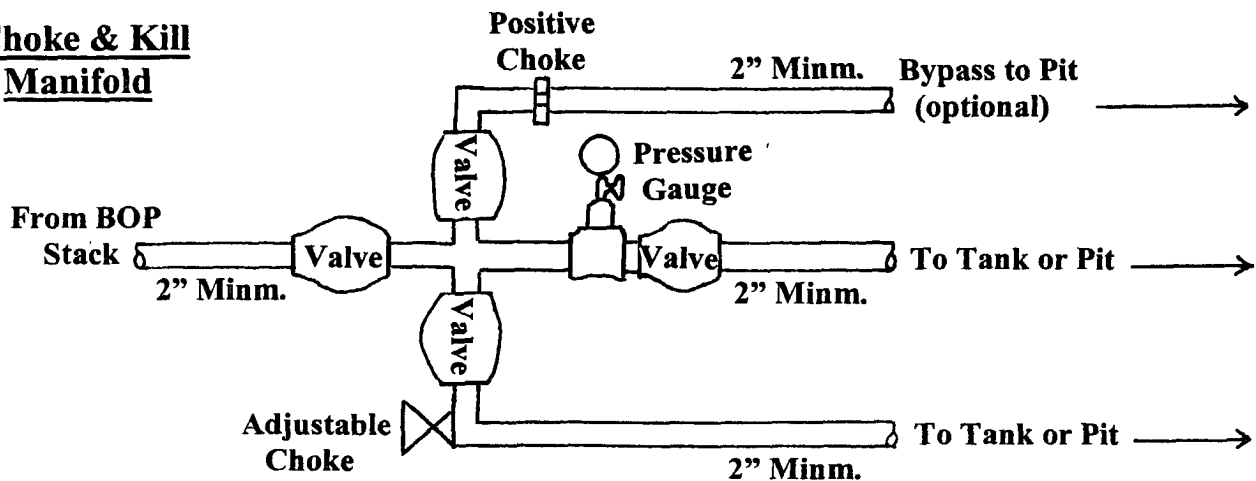 hoke & Kill
Manifold
Positive
Choke
2” Minm.
Bypass to Pit
(optional)
Valve
Pressure
Gauge
From BOP
Stack
Valve
Valve
To Tank or Pit
2” Minm.
2” Minm.
Valve
Adjustable
Choke
To Tank or Pit
2” Minm.